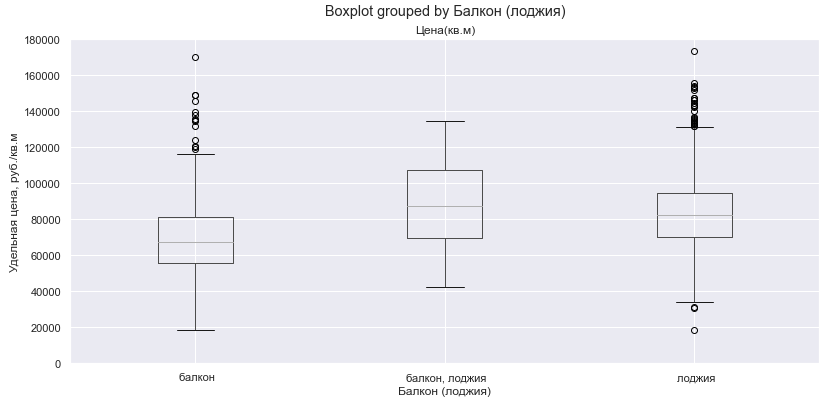 Boxplot grouped by Балкон (лоджия)
Цена(кв.м)
180000
160000
140000
120000
100000
80000
60000
40000
20000
0
Удельная цена, руб./кв.м
балкон
балкон, лоджия
лоджия
Балкон (лоджия)